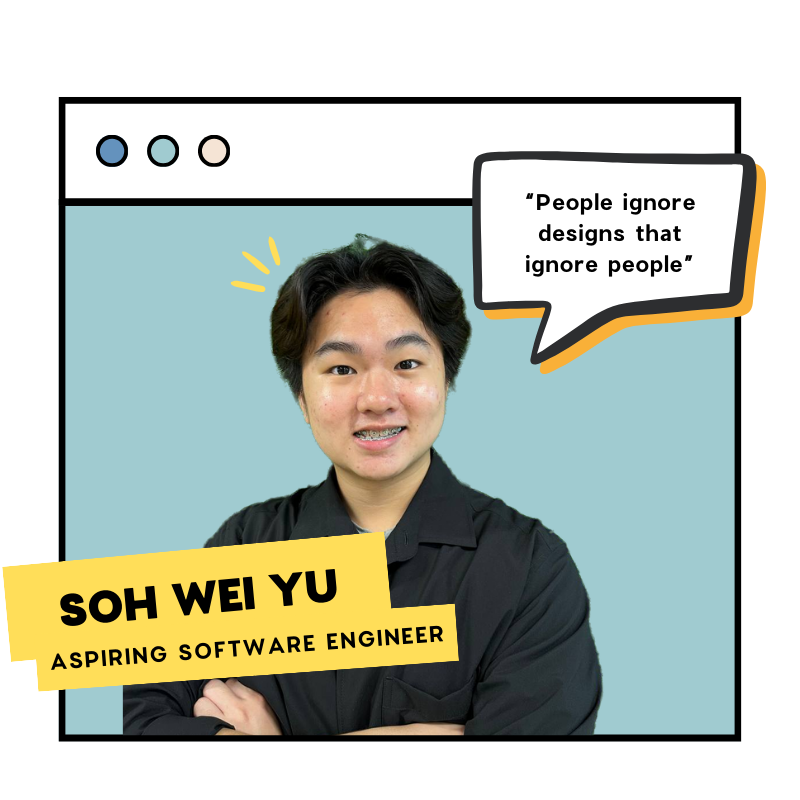 “People ignore
designs that
ignore people”
SOH WEI YU
ASPIRING SOFTWARE ENGINEER